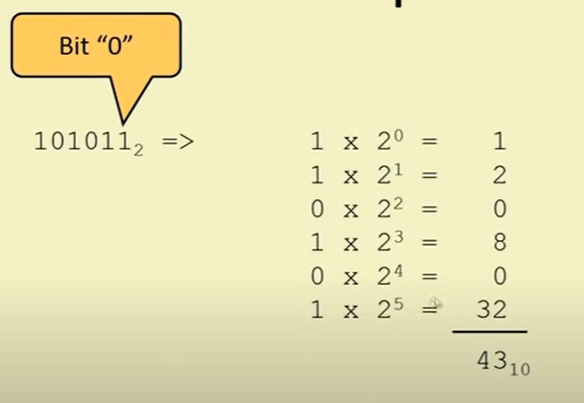 Bit “0”
101011₂ => 1 x 2⁰ = 1
1 x 2¹ = 2
0 x 2² = 0
1 x 2³ = 8
0 x 2⁴ = 0
1 x 2⁵ = 32
43₁₀